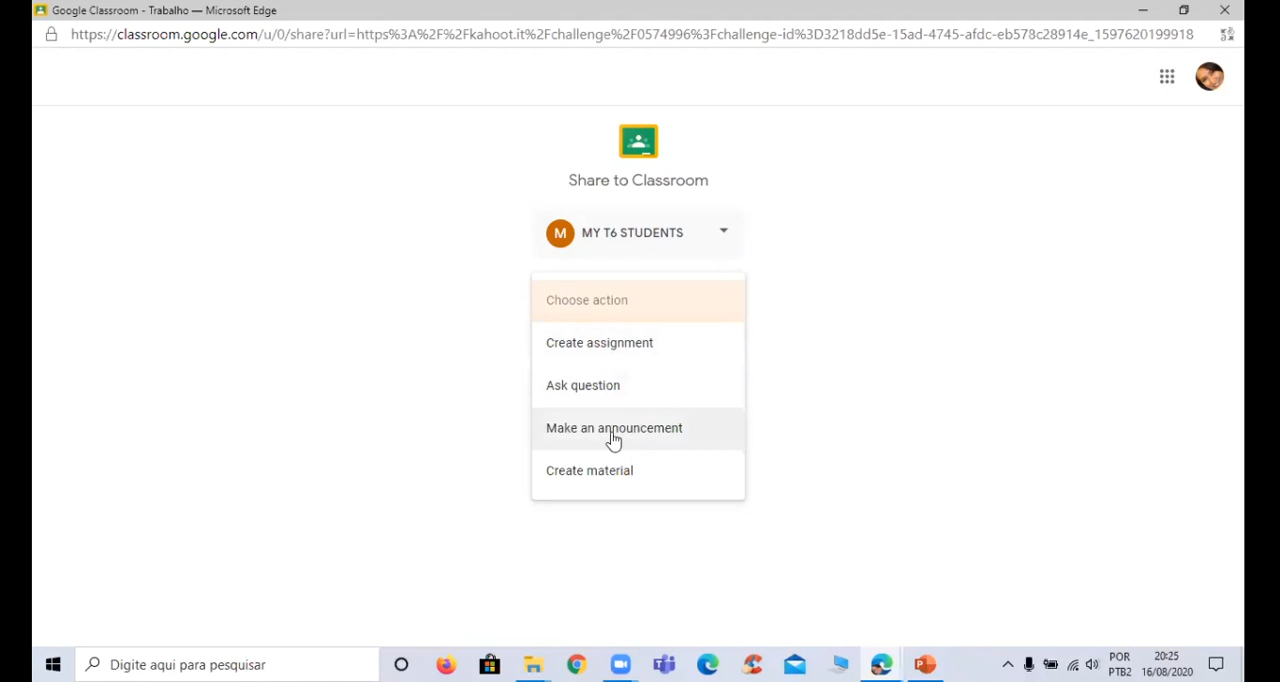 Google Classroom - Trabalho — Microsoft Edge
https://classroom.google.com/u/0/share?url=https%3A%2F%2Fkahoot.it%2Fchallenge%2F0574996%3Fchallenge-id%3D3218dd5e-15ad-4745-afdc-eb578c28914e_1597620199918
Share to Classroom
M MY T6 STUDENTS
Choose action
Create assignment
Ask question
Make an announcement
Create material
Digite aqui para pesquisar
POR
PTB2
20:25
16/08/2020